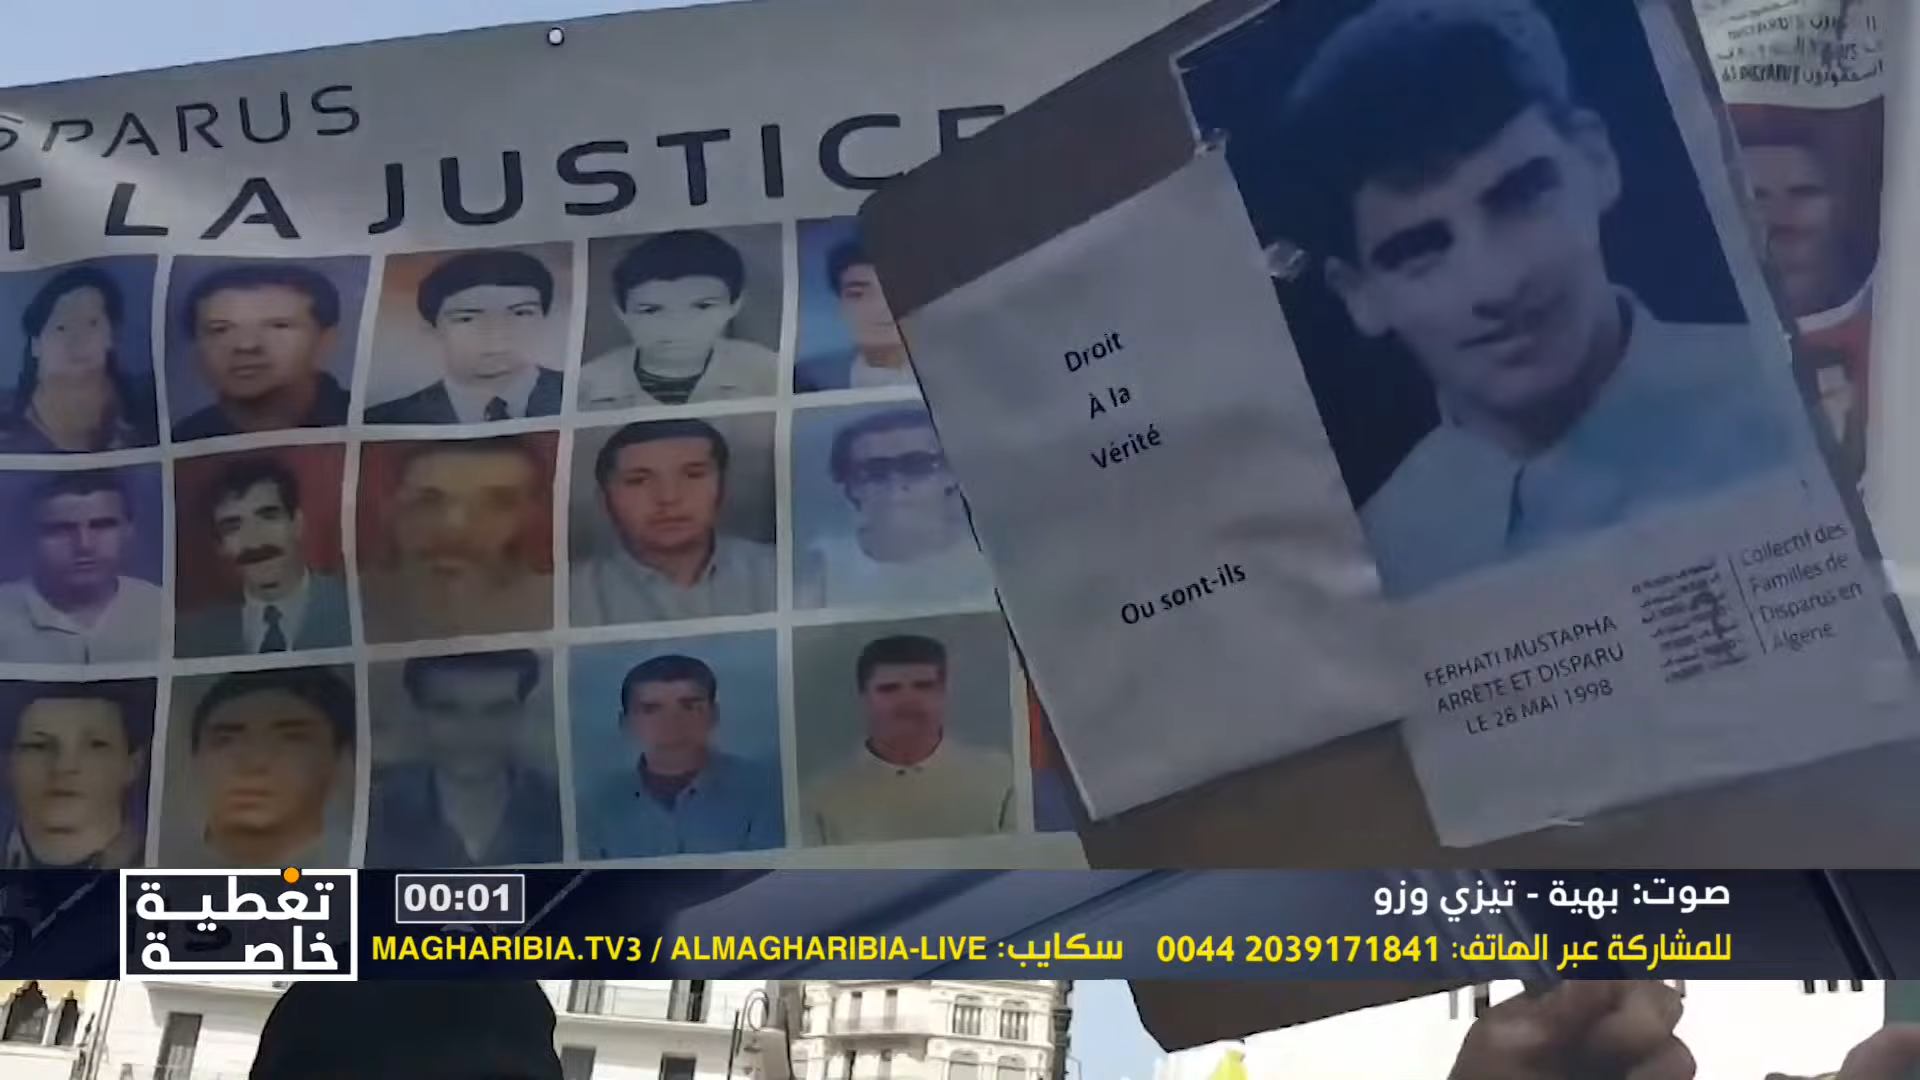 SPARUS
T LA JUSTICE
Droit
À la
Vérité
Ou sont-ils
FERHATI MUSTAPHA
ARRÊTE ET DISPARU
LE 28 MAI 1998
Collectif des
Familles de
Disparus en
Algérie
تغطية
خاصة
00:01
صوت: بهية - تيزي وزو
للمشاركة عبر الهاتف: 0044 2039171841 سكايب: MAGHARIBIA.TV3 / ALMAGHARIBIA-LIVE